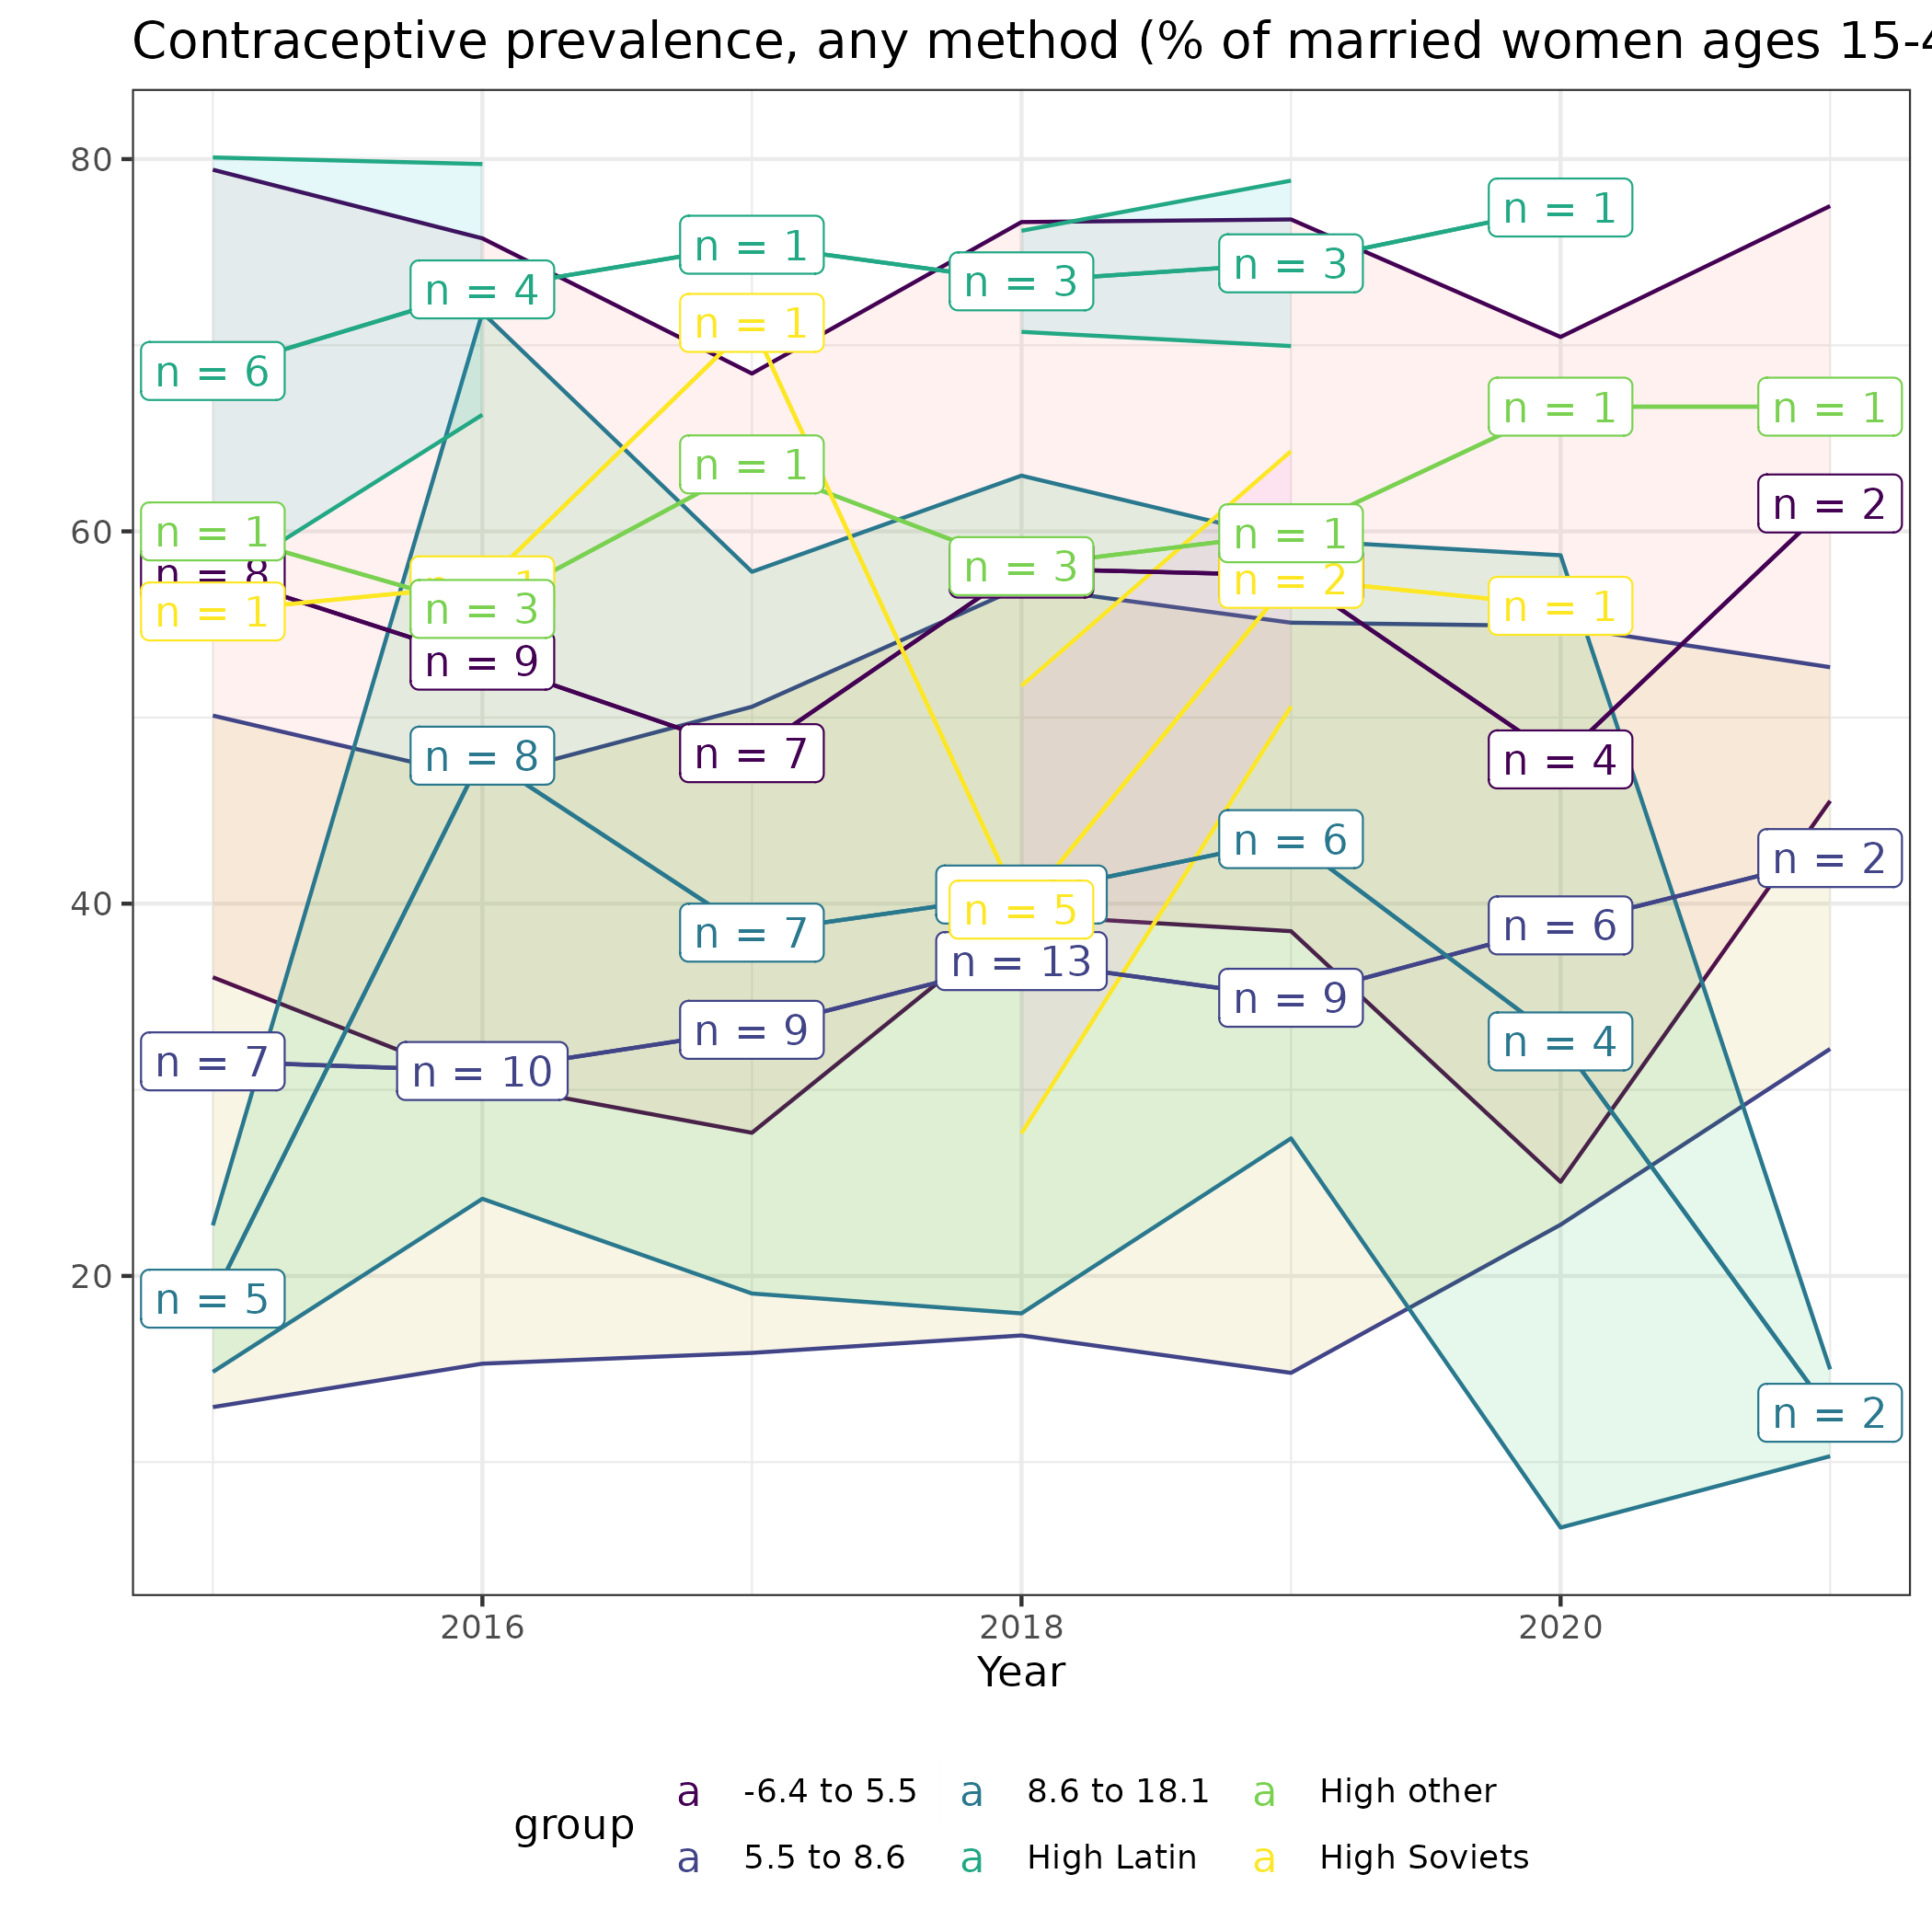 Contraceptive prevalence, any method (% of married women ages 15-4
80
60
40
20
n = 1
n = 1
n = 3
n = 3
n = 1
n = 4
n = 6
n = 1
n = 1
n = 1
n = 1
n = 1
n = 2
n = 1
n = 1
n = 3
n = 8
n = 2
n = 1
n = 1
n = 3
n = 9
n = 7
n = 8
n = 4
n = 6
n = 2
n = 5
n = 6
n = 7
n = 13
n = 9
n = 9
n = 4
n = 7
n = 10
n = 5
n = 2
2016
2018
2020
Year
group
a -6.4 to 5.5
a 8.6 to 18.1
a High other
a 5.5 to 8.6
a High Latin
a High Soviets